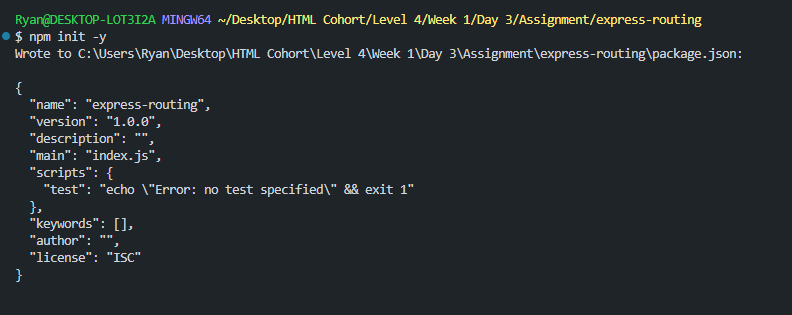 Ryan@DESKTOP-LOT3I2A MINGW64 ~/Desktop/HTML Cohort/Level 4/Week 1/Day 3/Assignment/express-routing
$ npm init -y
Wrote to C:\Users\Ryan\Desktop\HTML Cohort\Level 4\Week 1\Day 3\Assignment\express-routing\package.json:

{
  "name": "express-routing",
  "version": "1.0.0",
  "description": "",
  "main": "index.js",
  "scripts": {
    "test": "echo \"Error: no test specified\" && exit 1"
  },
  "keywords": [],
  "author": "",
  "license": "ISC"
}